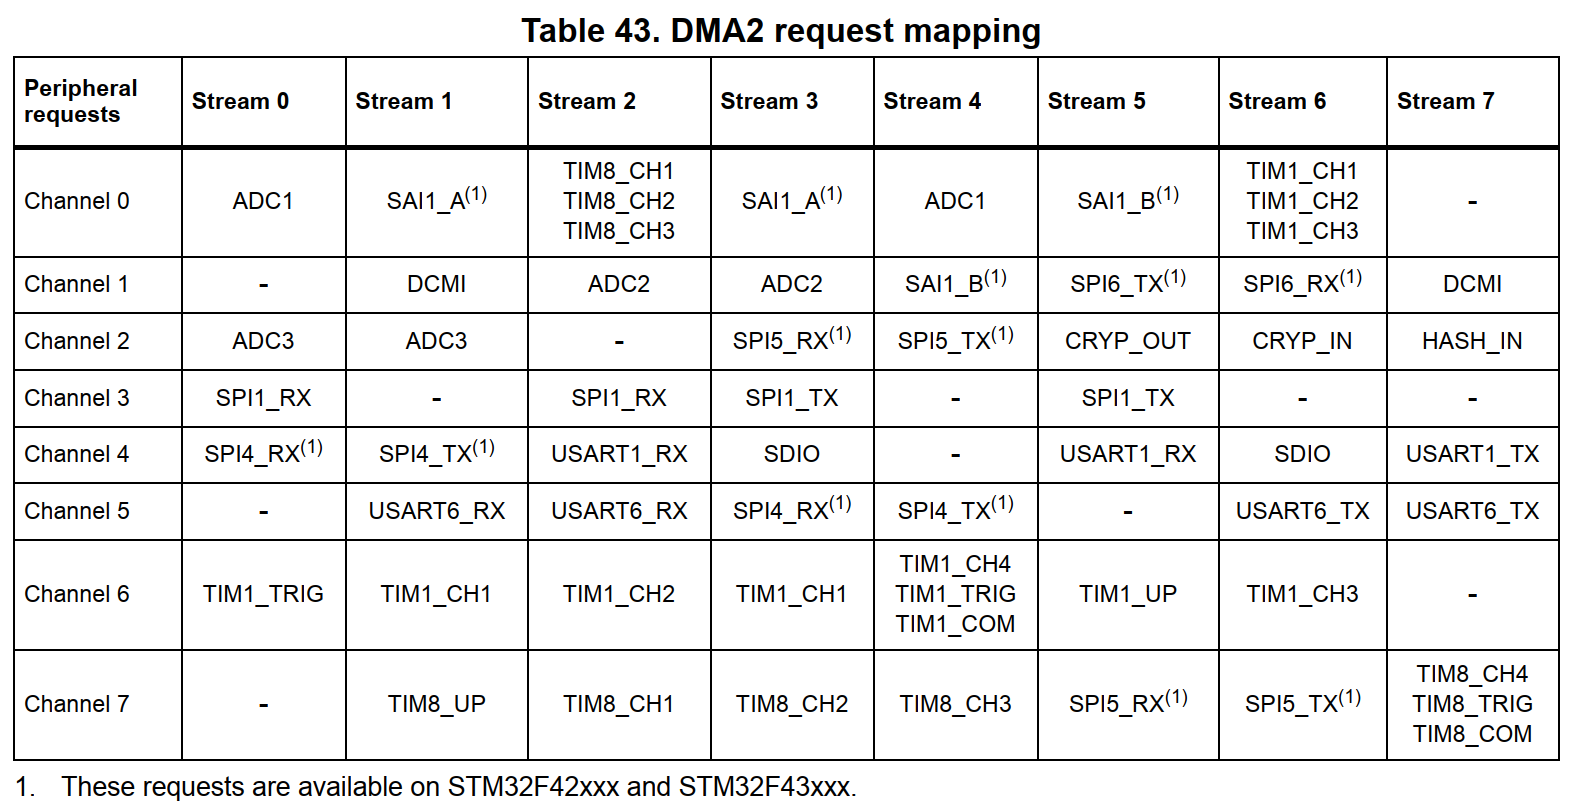 Table 43. DMA2 request mapping
Peripheral requests | Stream 0 | Stream 1 | Stream 2 | Stream 3 | Stream 4 | Stream 5 | Stream 6 | Stream 7
Channel 0 | ADC1 | SAI1_A(1) | TIM8_CH1 TIM8_CH2 TIM8_CH3 | SAI1_A(1) | ADC1 | SAI1_B(1) | TIM1_CH1 TIM1_CH2 TIM1_CH3 | -
Channel 1 | - | DCMI | ADC2 | ADC2 | SAI1_B(1) | SPI6_TX(1) | SPI6_RX(1) | DCMI
Channel 2 | ADC3 | ADC3 | - | SPI5_RX(1) | SPI5_TX(1) | CRYP_OUT | CRYP_IN | HASH_IN
Channel 3 | SPI1_RX | - | SPI1_RX | SPI1_TX | - | SPI1_TX | - | -
Channel 4 | SPI4_RX(1) | SPI4_TX(1) | USART1_RX | SDIO | - | USART1_RX | SDIO | USART1_TX
Channel 5 | - | USART6_RX | USART6_RX | SPI4_RX(1) | SPI4_TX(1) | - | USART6_TX | USART6_TX
Channel 6 | TIM1_TRIG | TIM1_CH1 | TIM1_CH2 | TIM1_CH1 | TIM1_CH4 TIM1_TRIG TIM1_COM | TIM1_UP | TIM1_CH3 | -
Channel 7 | - | TIM8_UP | TIM8_CH1 | TIM8_CH2 | TIM8_CH3 | SPI5_RX(1) | SPI5_TX(1) | TIM8_CH4 TIM8_TRIG TIM8_COM
1. These requests are available on STM32F42xxx and STM32F43xxx.